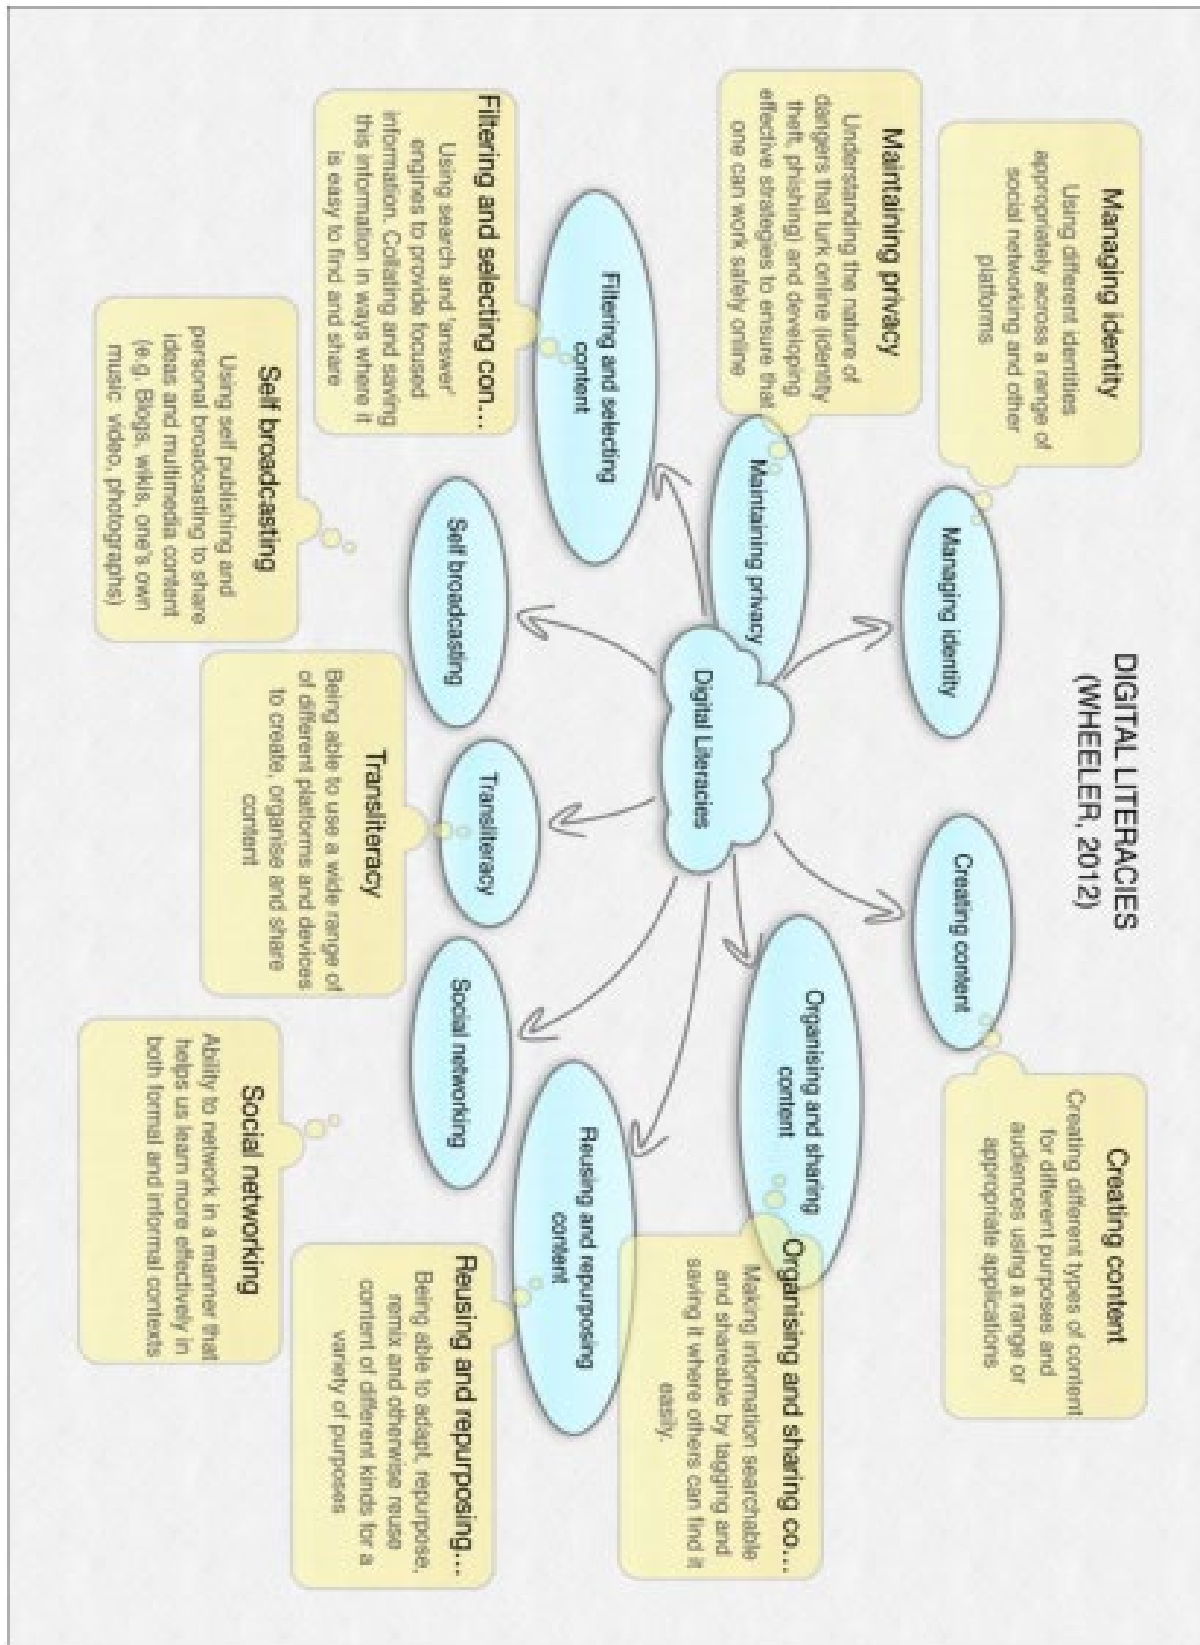 DIGITAL LITERACIES
(WHEELER, 2012)
Managing identity
Using different identities
appropriately across a range of
social networking and other
platforms
Managing identity
Creating content
Creating content
Creating different types of content
for different purposes and
audiences using a range or
appropriate applications
Maintaining privacy
Understanding the nature of
dangers that lurk online (identity
theft, phishing) and developing
effective strategies to ensure that
one can work safely online
Maintaining privacy
Digital Literacies
Organising and sharing
content
Organising and sharing co...
Making information searchable
and shareable by tagging and
saving it where others can find it
easily.
Filtering and selecting
content
Filtering and selecting con...
Using search and 'answer'
engines to provide focused
information. Collating and saving
this information in ways where it
is easy to find and share
Self broadcasting
Transliteracy
Social networking
Reusing and repurposing
content
Reusing and repurposing...
Being able to adapt, repurpose,
remix and otherwise reuse
content of different kinds for a
variety of purposes
Self broadcasting
Using self publishing and
personal broadcasting to share
ideas and multimedia content
(e.g. Blogs, wikis, one's own
music video, photographs)
Transliteracy
Being able to use a wide range of
of different platforms and devices
to create, organise and share
content
Social networking
Ability to network in a manner that
helps us learn more effectively in
both formal and informal contexts